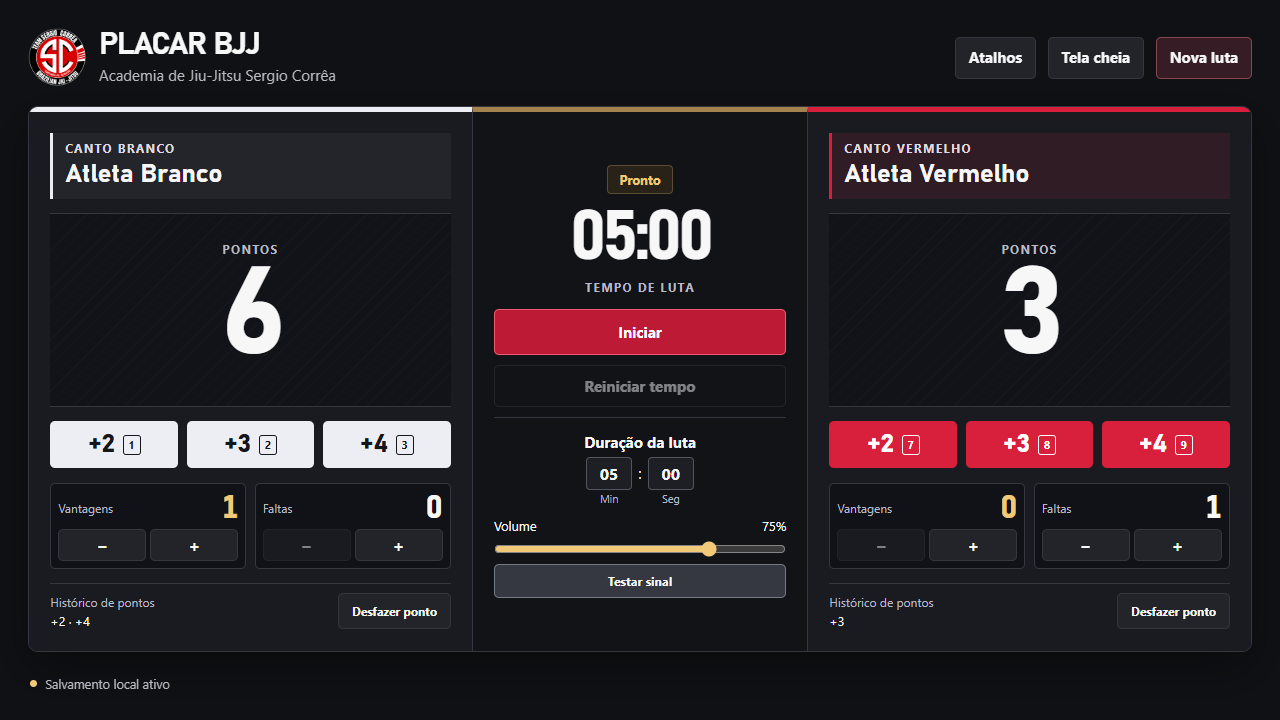 SC
PLACAR BJJ
Academia de Jiu-Jitsu Sergio Corrêa
Atalhos
Tela cheia
Nova luta
CANTO BRANCO
Atleta Branco
PONTOS
6
+2 1
+3 2
+4 3
Vantagens 1
− +
Faltas 0
− +
Histórico de pontos
+2 · +4
Desfazer ponto
Pronto
05:00
TEMPO DE LUTA
Iniciar
Reiniciar tempo
Duração da luta
05 : 00
Min Seg
Volume 75%
Testar sinal
CANTO VERMELHO
Atleta Vermelho
PONTOS
3
+2 7
+3 8
+4 9
Vantagens 0
− +
Faltas 1
− +
Histórico de pontos
+3
Desfazer ponto
Salvamento local ativo